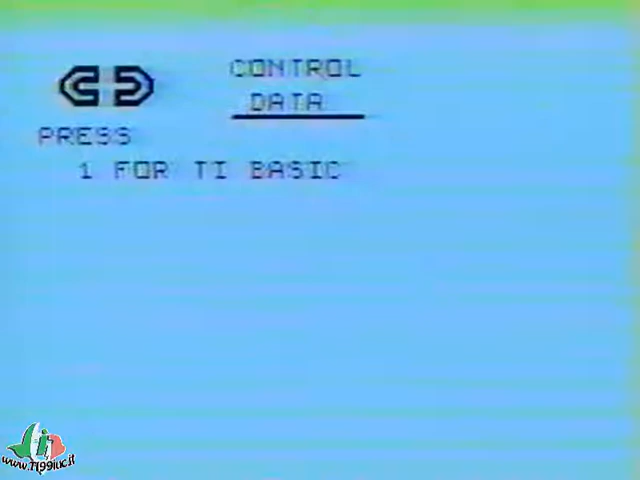 CONTROL
DATA
PRESS
1 FOR TI BASIC
www.TI99iuc.it